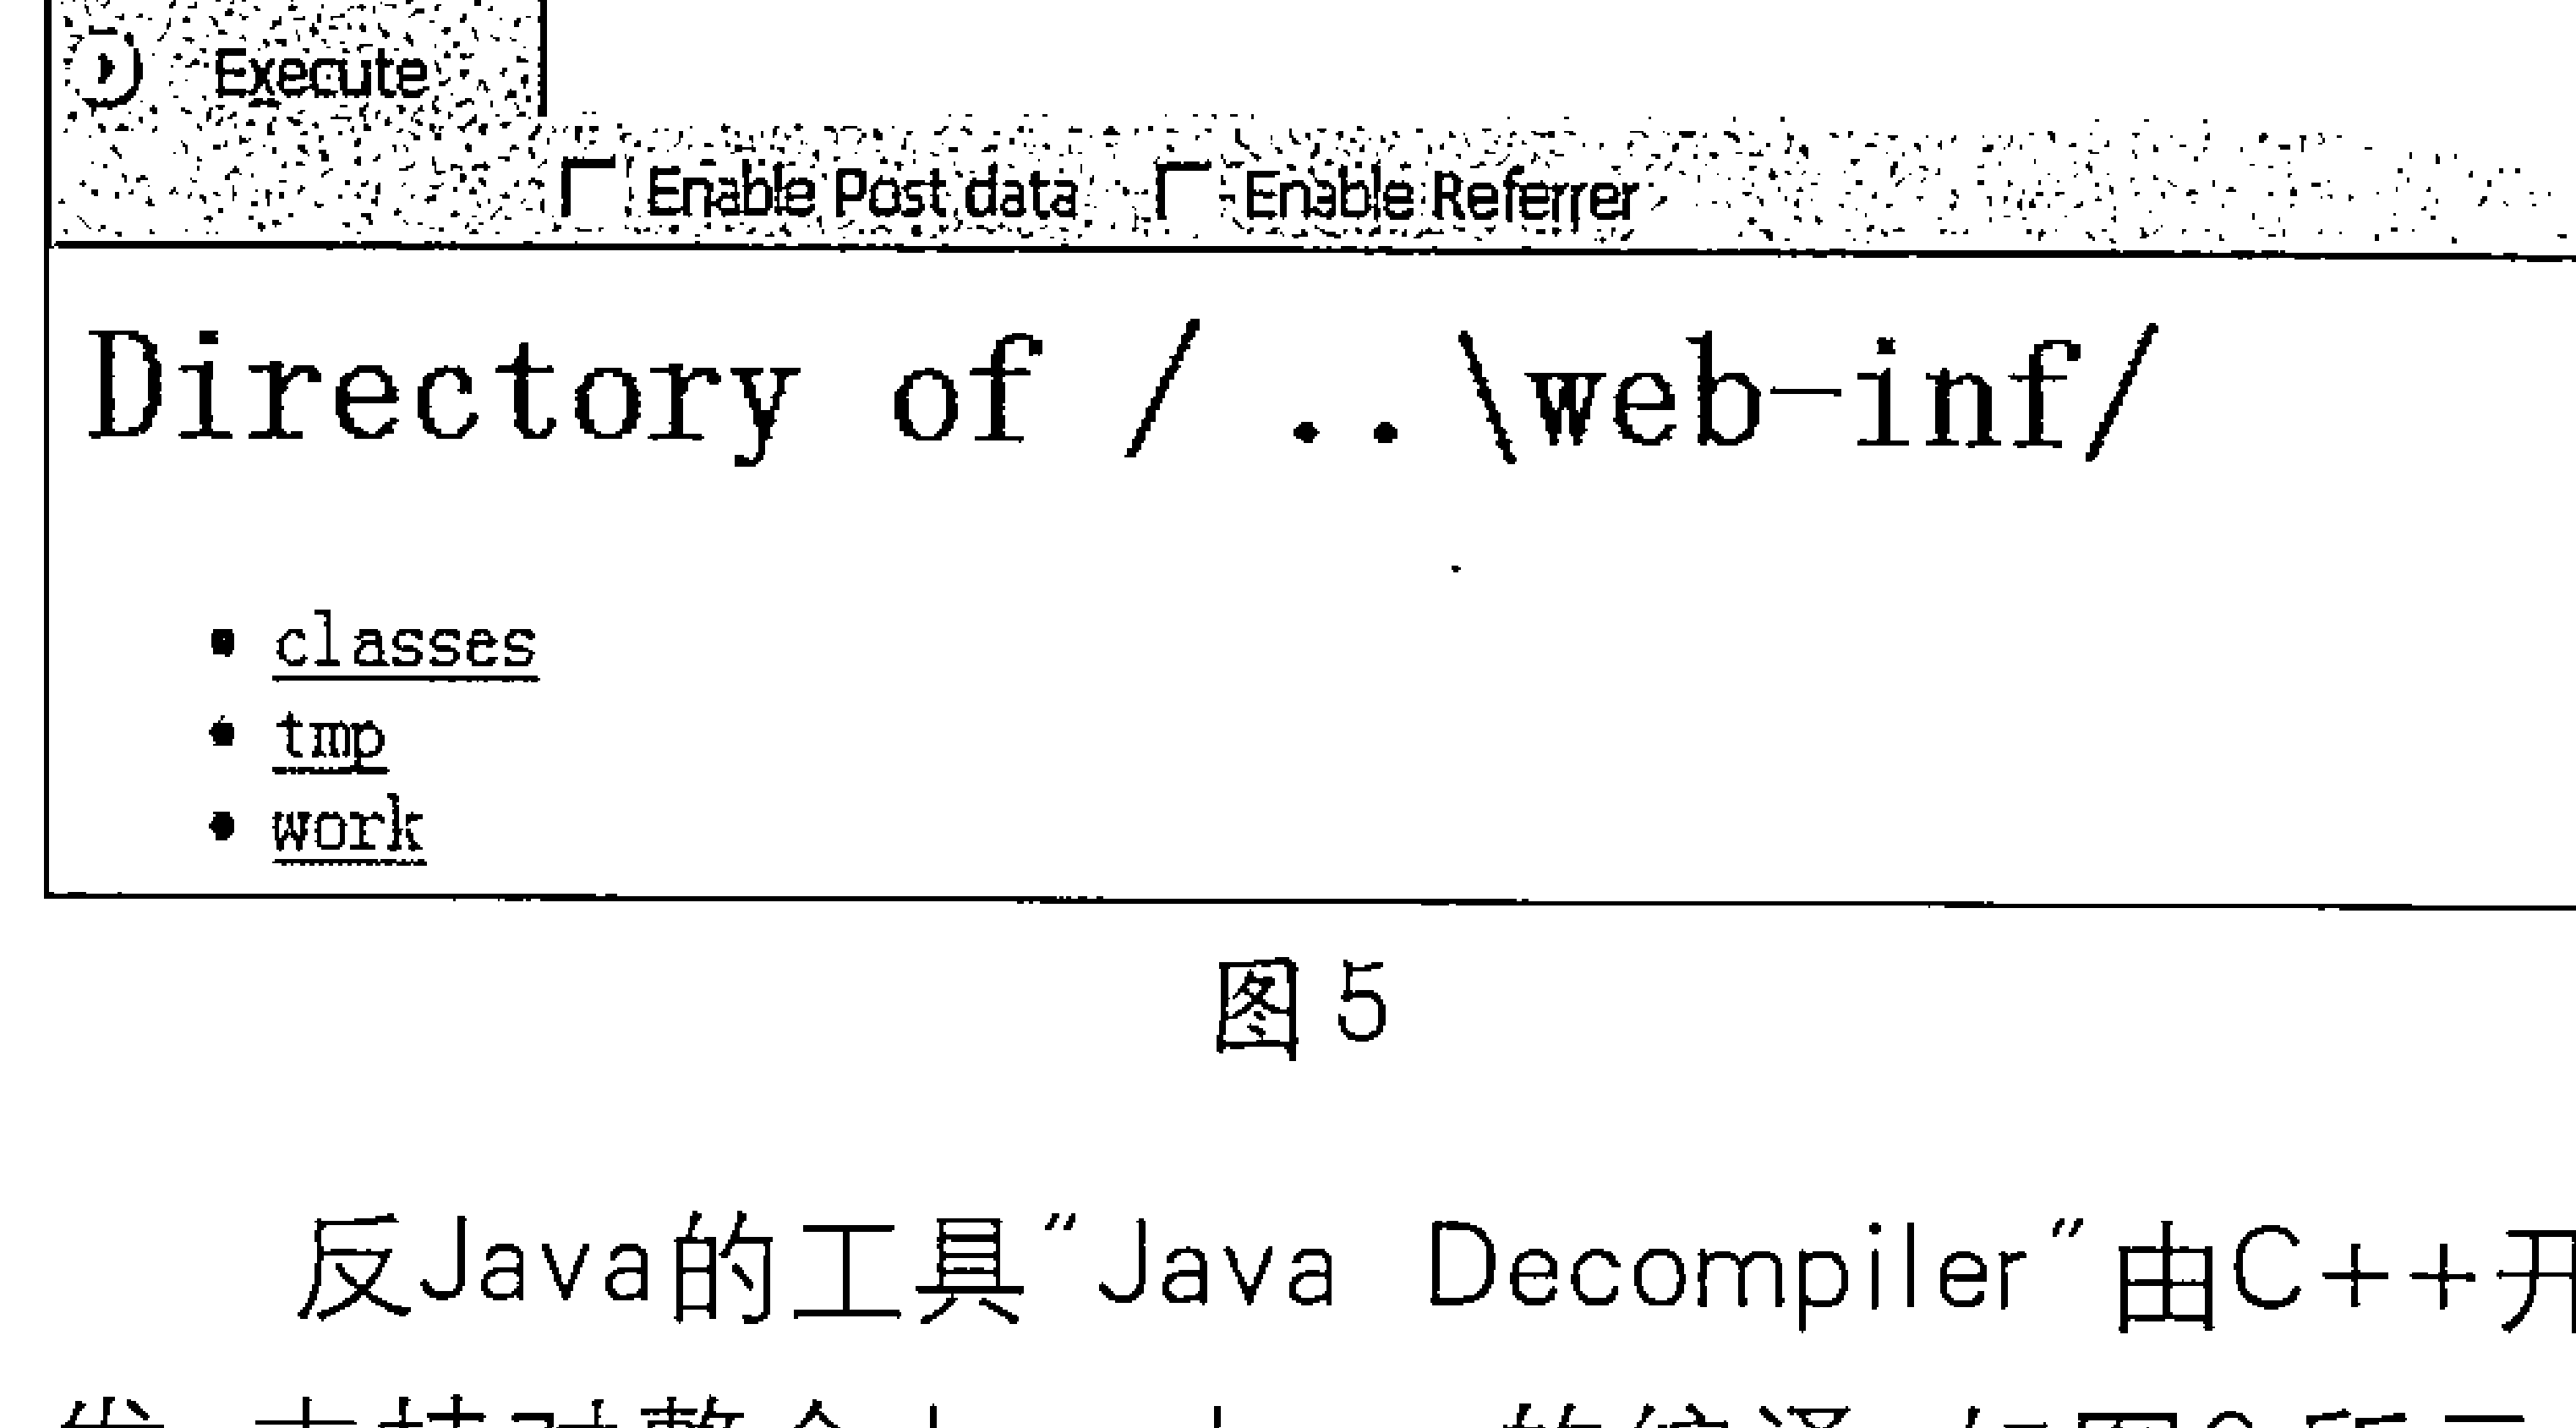 Execute
Enable Post data Enable Referrer
Directory of / ..\web-inf/
• classes
• tmp
• work
图 5
反Java的工具“Java Decompiler”由C++开